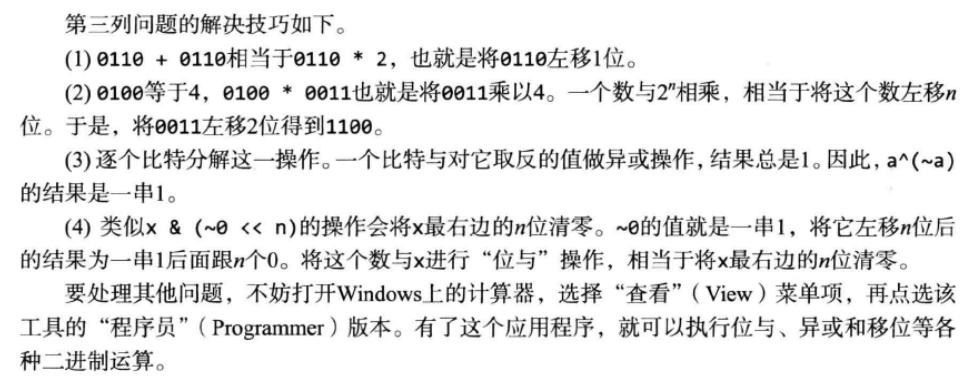 第三列问题的解决技巧如下。
(1) 0110 + 0110相当于0110 * 2，也就是将0110左移1位。
(2) 0100等于4，0100 * 0011也就是将0011乘以4。一个数与2ⁿ相乘，相当于将这个数左移n
位。于是，将0011左移2位得到1100。
(3) 逐个比特分解这一操作。一个比特与对它取反的值做异或操作，结果总是1。因此，a^(~a)
的结果是一串1。
(4) 类似x & (~0 << n)的操作会将x最右边的n位清零。~0的值就是一串1，将它左移n位后
的结果为一串1后面跟n个0。将这个数与x进行“位与”操作，相当于将x最右边的n位清零。
要处理其他问题，不妨打开Windows上的计算器，选择“查看”（View）菜单项，再点选该
工具的“程序员”（Programmer）版本。有了这个应用程序，就可以执行位与、异或和移位等各
种二进制运算。